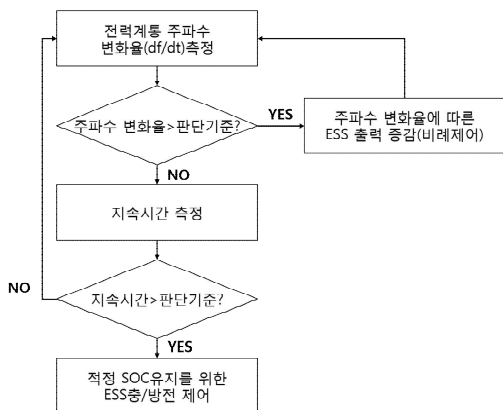 전력계통 주파수
변화율(df/dt)측정
주파수 변화율>판단기준?
YES
주파수 변화율에 따른
ESS 출력 증감(비례제어)
NO
지속시간 측정
NO
지속시간>판단기준?
YES
적정 SOC유지를 위한
ESS충/방전 제어